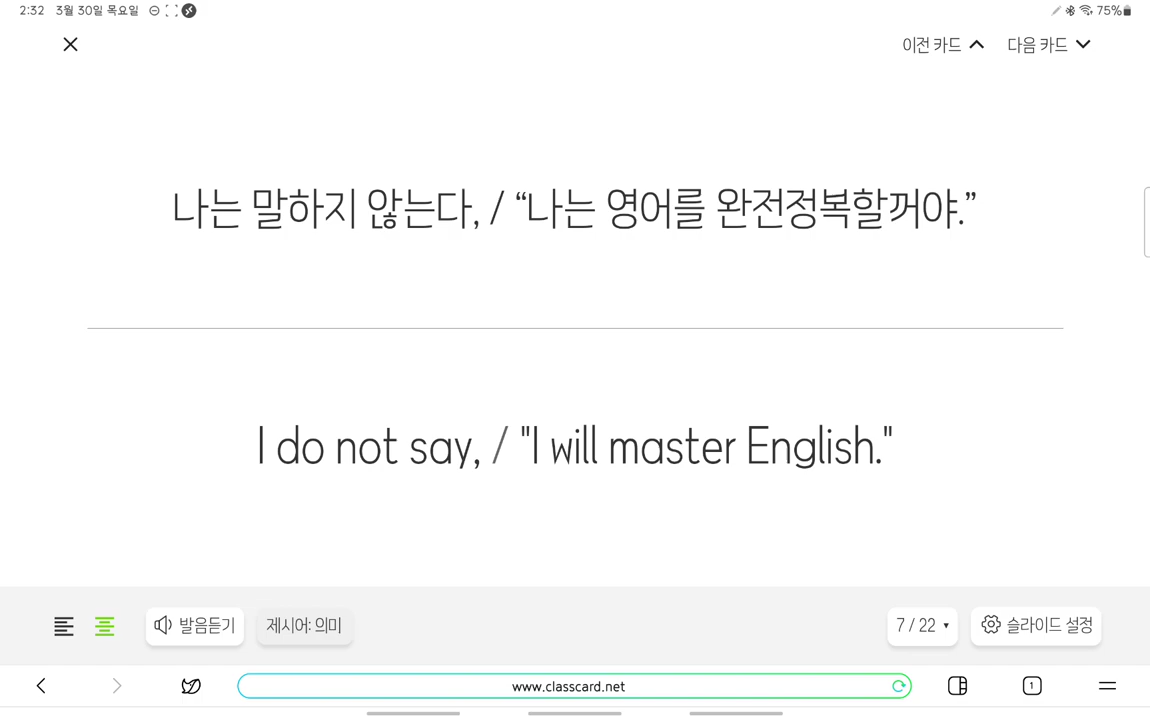 2:32 3월 30일 목요일
75%
이전 카드 다음 카드
나는 말하지 않는다, / “나는 영어를 완전정복할꺼야.”
I do not say, / "I will master English."
발음듣기 제시어: 의미 7 / 22 슬라이드 설정
www.classcard.net
1